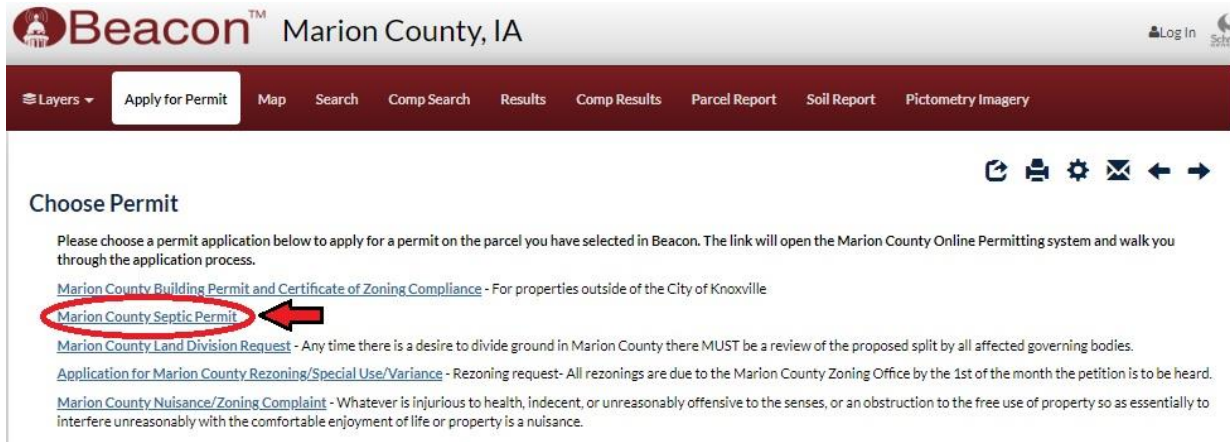 Beacon™ Marion County, IA
Log In
Layers Apply for Permit Map Search Comp Search Results Comp Results Parcel Report Soil Report Pictometry Imagery
Choose Permit
Please choose a permit application below to apply for a permit on the parcel you have selected in Beacon. The link will open the Marion County Online Permitting system and walk you
through the application process.
Marion County Building Permit and Certificate of Zoning Compliance - For properties outside of the City of Knoxville
Marion County Septic Permit
Marion County Land Division Request - Any time there is a desire to divide ground in Marion County there MUST be a review of the proposed split by all affected governing bodies.
Application for Marion County Rezoning/Special Use/Variance - Rezoning request- All rezonings are due to the Marion County Zoning Office by the 1st of the month the petition is to be heard.
Marion County Nuisance/Zoning Complaint - Whatever is injurious to health, indecent, or unreasonably offensive to the senses, or an obstruction to the free use of property so as essentially to
interfere unreasonably with the comfortable enjoyment of life or property is a nuisance.